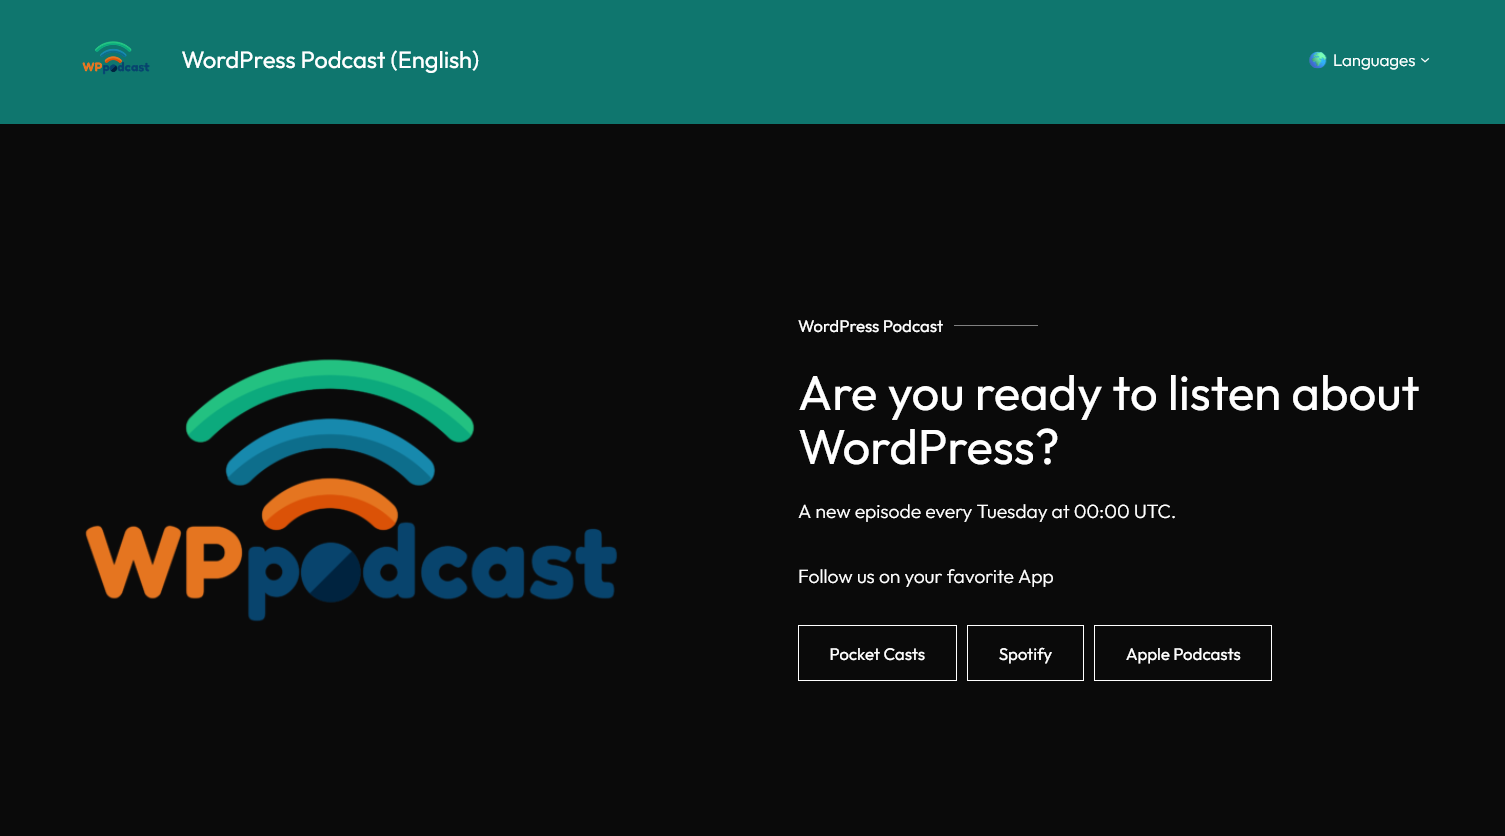 WPpodcast
WordPress Podcast (English)
Languages
WPpodcast
WordPress Podcast
Are you ready to listen about
WordPress?
A new episode every Tuesday at 00:00 UTC.
Follow us on your favorite App
Pocket Casts
Spotify
Apple Podcasts